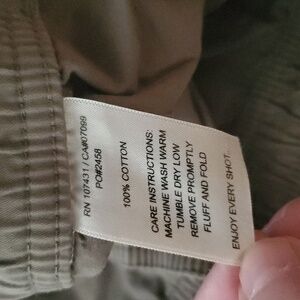 RN 107431 / CA#07099
PO#2458
100% COTTON
CARE INSTRUCTIONS:
MACHINE WASH WARM
TUMBLE DRY LOW
REMOVE PROMPTLY
FLUFF AND FOLD
ENJOY EVERY SHOT..